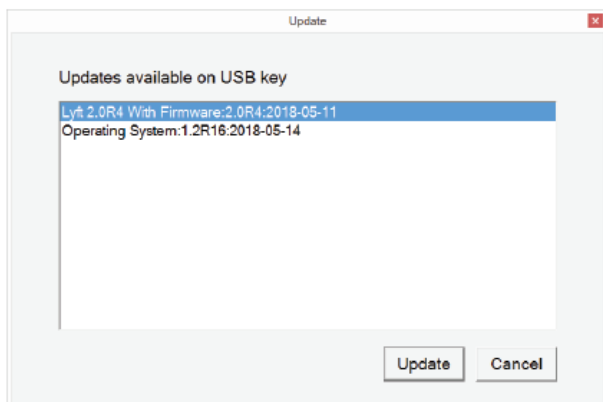 Update
Updates available on USB key
Lyft 2.0R4 With Firmware:2.0R4:2018-05-11
Operating System:1.2R16:2018-05-14
Update
Cancel